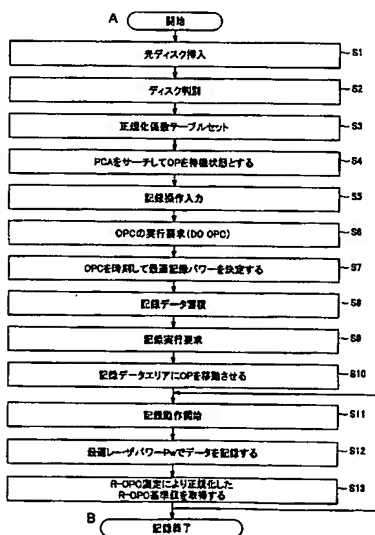 A
開始
光ディスク挿入
S1
ディスク判別
S2
正規化係数テーブルセット
S3
PCAをサーチしてOPを待機状態とする
S4
記録操作入力
S5
OPCの実行要求(DO OPC)
S6
OPCを時刻して最適記録パワーを決定する
S7
記録データ蓄積
S8
記録実行要求
S9
記録データエリアにOPを移動させる
S10
記録動作開始
S11
最適レーザパワーPwでデータを記録する
S12
R-OPC測定により正規化した
R-OPC基準値を取得する
S13
B
記録終了